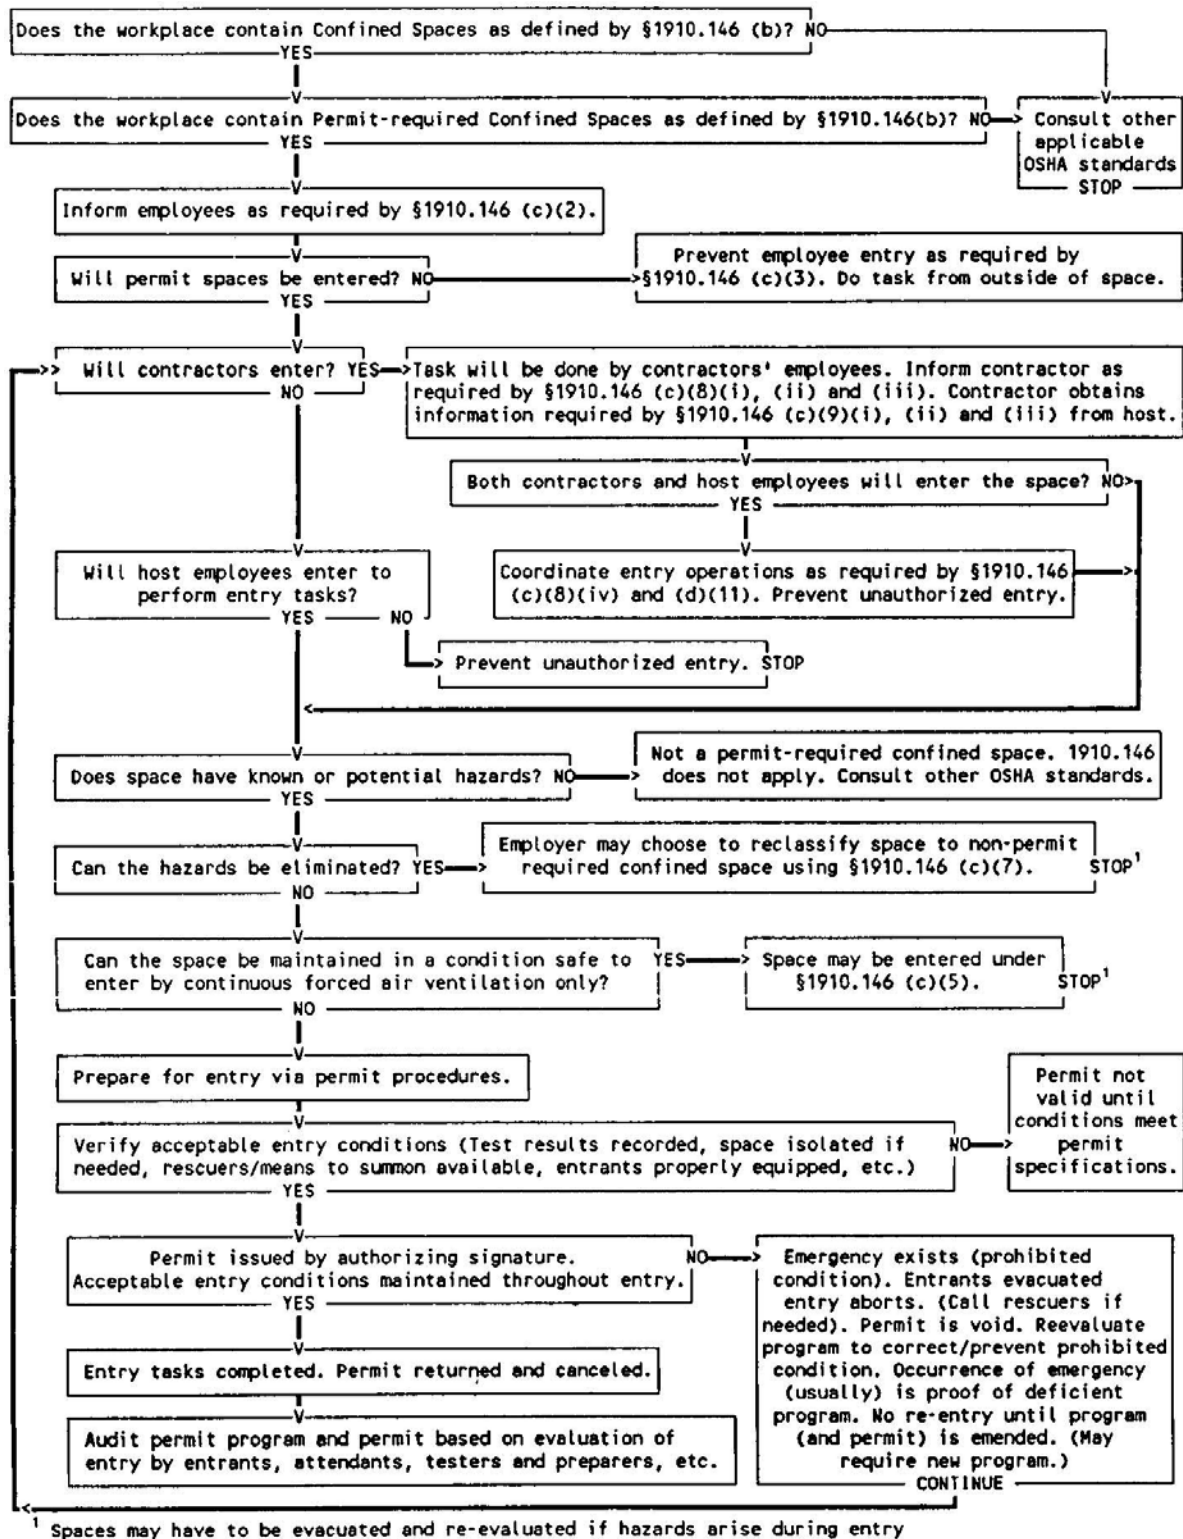 Does the workplace contain Confined Spaces as defined by §1910.146 (b)? NO
YES
Does the workplace contain Permit-required Confined Spaces as defined by §1910.146(b)? NO
YES
Consult other
applicable
OSHA standards
STOP
Inform employees as required by §1910.146 (c)(2).
Will permit spaces be entered? NO
YES
Prevent employee entry as required by
§1910.146 (c)(3). Do task from outside of space.
Will contractors enter? YES
NO
Task will be done by contractors' employees. Inform contractor as
required by §1910.146 (c)(8)(i), (ii) and (iii). Contractor obtains
information required by §1910.146 (c)(9)(i), (ii) and (iii) from host.
Both contractors and host employees will enter the space? NO
YES
Coordinate entry operations as required by §1910.146
(c)(8)(iv) and (d)(11). Prevent unauthorized entry.
Will host employees enter to
perform entry tasks?
YES NO
Prevent unauthorized entry. STOP
Does space have known or potential hazards? NO
YES
Not a permit-required confined space. 1910.146
does not apply. Consult other OSHA standards.
Can the hazards be eliminated? YES
NO
Employer may choose to reclassify space to non-permit
required confined space using §1910.146 (c)(7). STOP¹
Can the space be maintained in a condition safe to YES
enter by continuous forced air ventilation only?
NO
Space may be entered under
§1910.146 (c)(5). STOP¹
Prepare for entry via permit procedures.
Verify acceptable entry conditions (Test results recorded, space isolated if NO
needed, rescuers/means to summon available, entrants properly equipped, etc.)
YES
Permit not
valid until
conditions meet
permit
specifications.
Permit issued by authorizing signature. NO
Acceptable entry conditions maintained throughout entry.
YES
Emergency exists (prohibited
condition). Entrants evacuated
entry aborts. (Call rescuers if
needed). Permit is void. Reevaluate
program to correct/prevent prohibited
condition. Occurrence of emergency
(usually) is proof of deficient
program. No re-entry until program
(and permit) is emended. (May
require new program.)
CONTINUE
Entry tasks completed. Permit returned and canceled.
Audit permit program and permit based on evaluation of
entry by entrants, attendants, testers and preparers, etc.
¹ Spaces may have to be evacuated and re-evaluated if hazards arise during entry